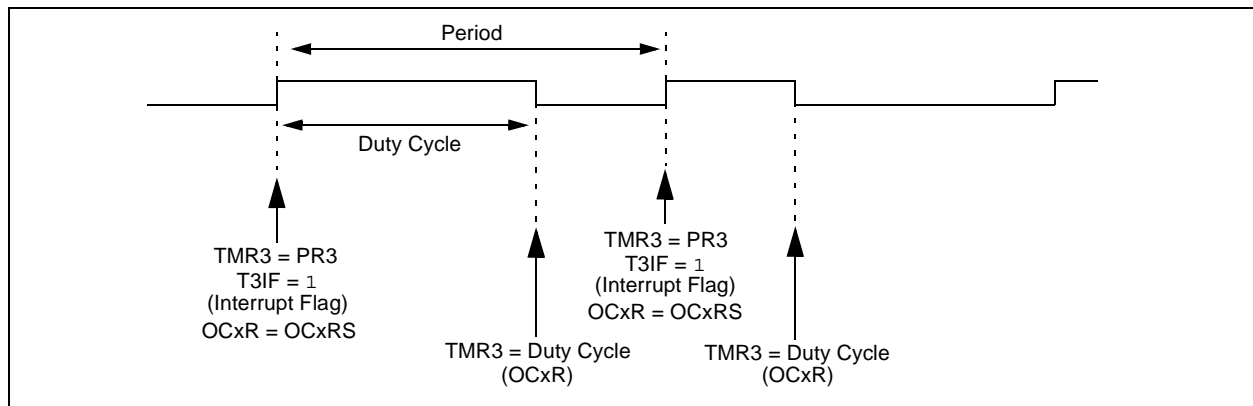 Period
Duty Cycle
TMR3 = PR3
T3IF = 1
(Interrupt Flag)
OCxR = OCxRS
TMR3 = Duty Cycle
(OCxR)
TMR3 = PR3
T3IF = 1
(Interrupt Flag)
OCxR = OCxRS
TMR3 = Duty Cycle
(OCxR)